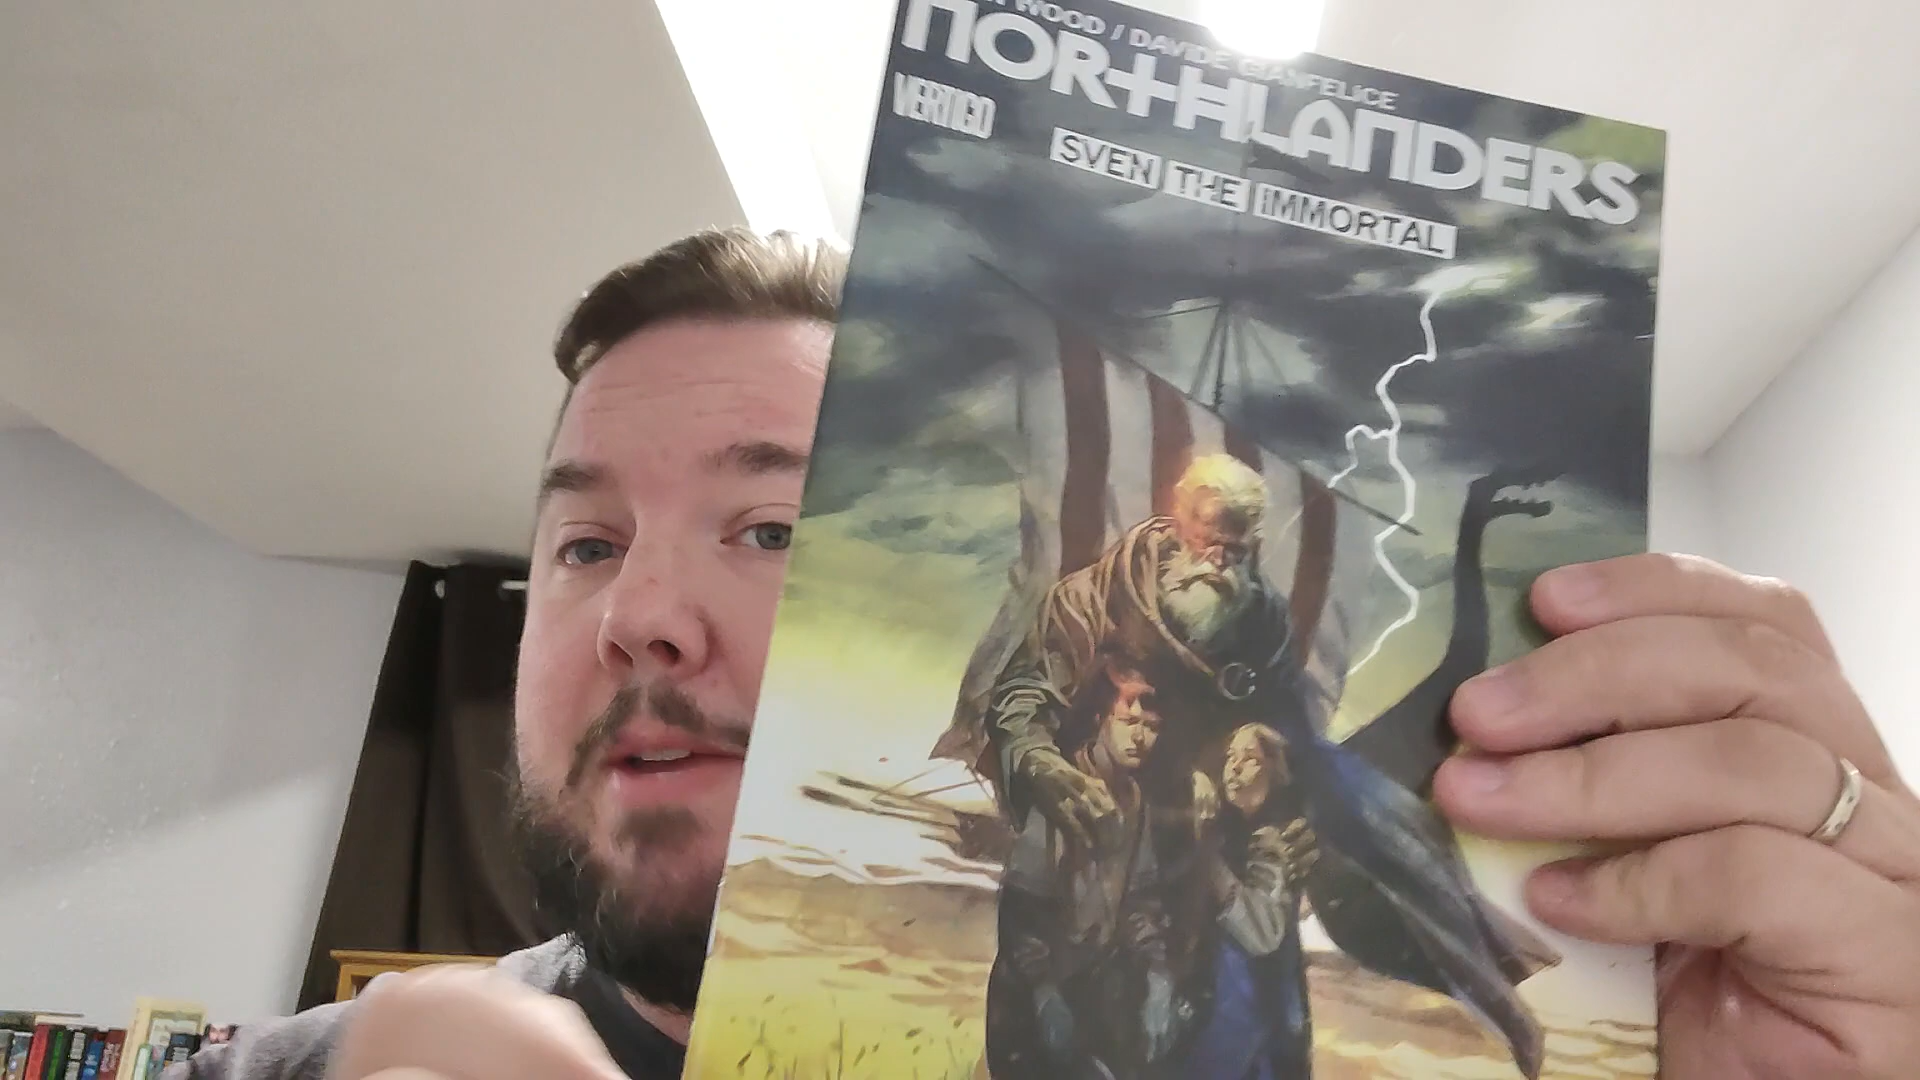 WOOD / DAVIDE GIANFELICE
NORTHLANDERS
VERTIGO
SVEN THE IMMORTAL